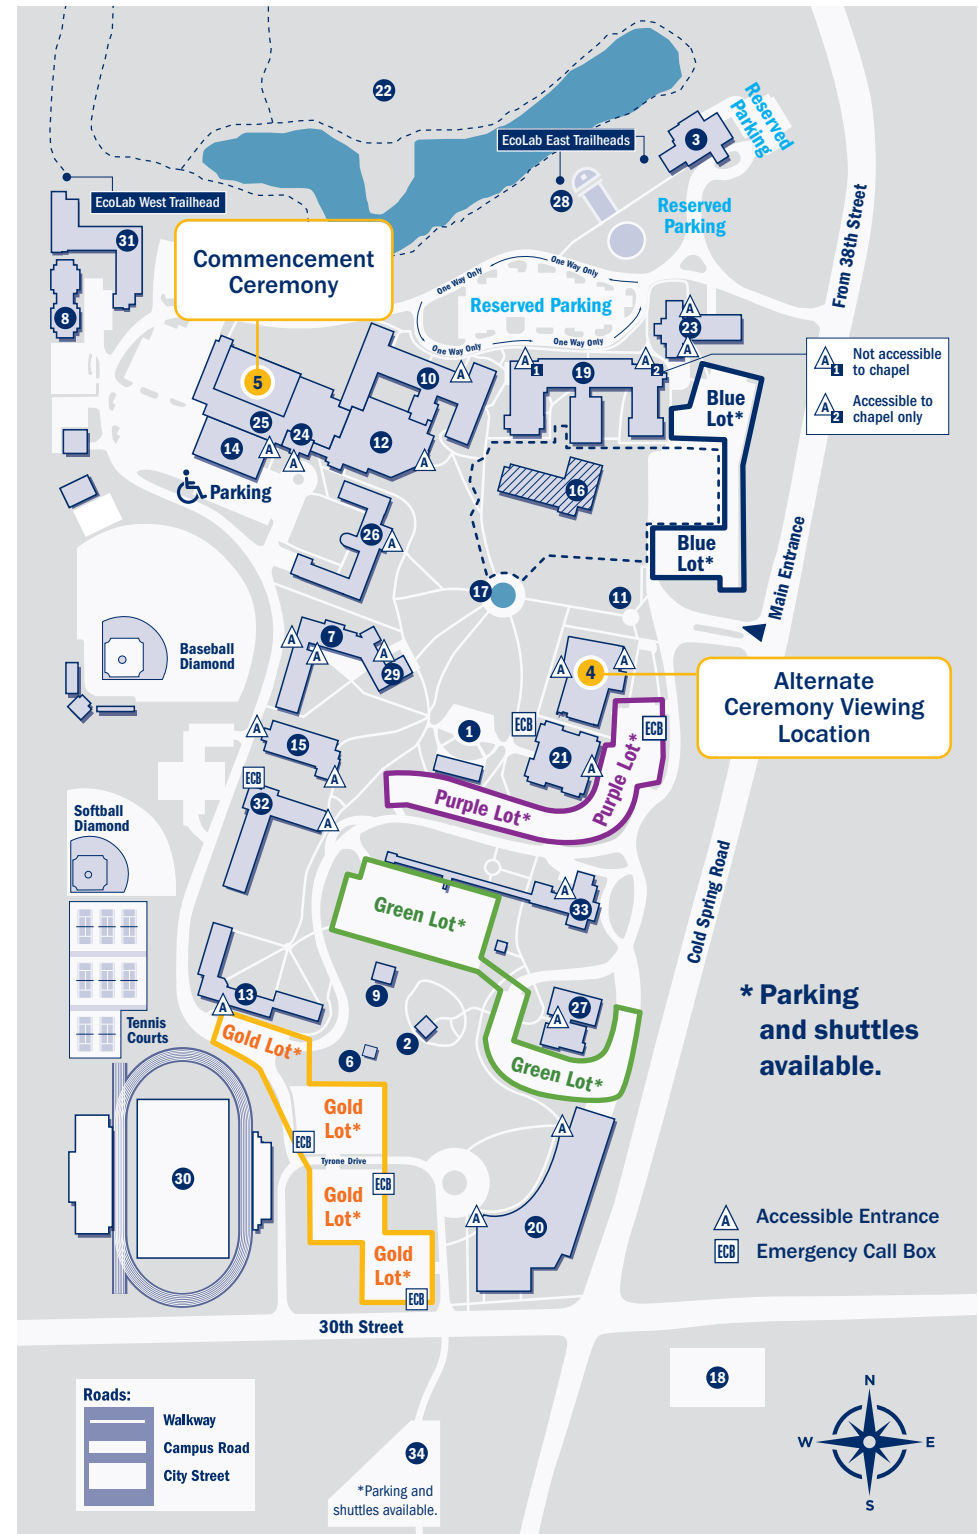 22
Reserved
Parking
3
EcoLab East Trailheads
EcoLab West Trailhead
28
Reserved
Parking
31
From 38th Street
Commencement
Ceremony
One Way Only
One Way Only
Reserved Parking
One Way Only
One Way Only
8
A
23
A
5
10
A
A
1
19
A
2
A
1
Not accessible
to chapel
A
2
Accessible to
chapel only
Blue
Lot*
25
24
14
A
A
12
A
Parking
16
26
A
Blue
Lot*
Main Entrance
17
11
Baseball
Diamond
A
7
A
A
29
A
4
A
Alternate
Ceremony Viewing
Location
A
15
A
1
ECB
ECB
21
A
Purple Lot*
Purple Lot*
ECB
32
A
Softball
Diamond
Cold Spring Road
Green Lot*
A
33
9
13
A
Tennis
Courts
Gold Lot*
2
6
27
A
Green Lot*
* Parking
and shuttles
available.
Gold
Lot*
ECB
Tyrone Drive
A
30
ECB
Gold
Lot*
A
20
Gold
Lot*
ECB
A
Accessible Entrance
ECB
Emergency Call Box
30th Street
18
Roads:
Walkway
Campus Road
City Street
34
*Parking and
shuttles available.
N
W
E
S